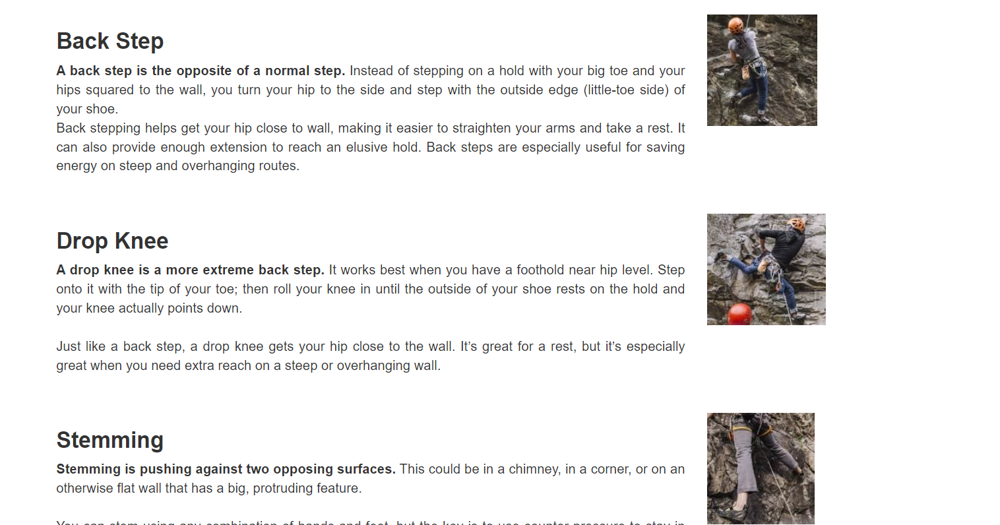 Back Step
A back step is the opposite of a normal step. Instead of stepping on a hold with your big toe and your
hips squared to the wall, you turn your hip to the side and step with the outside edge (little-toe side) of
your shoe.
Back stepping helps get your hip close to wall, making it easier to straighten your arms and take a rest. It
can also provide enough extension to reach an elusive hold. Back steps are especially useful for saving
energy on steep and overhanging routes.
Drop Knee
A drop knee is a more extreme back step. It works best when you have a foothold near hip level. Step
onto it with the tip of your toe; then roll your knee in until the outside of your shoe rests on the hold and
your knee actually points down.
Just like a back step, a drop knee gets your hip close to the wall. It’s great for a rest, but it’s especially
great when you need extra reach on a steep or overhanging wall.
Stemming
Stemming is pushing against two opposing surfaces. This could be in a chimney, in a corner, or on an
otherwise flat wall that has a big, protruding feature.
You can stem using any combination of hands and feet, but the key is to use counter pressure to stay in